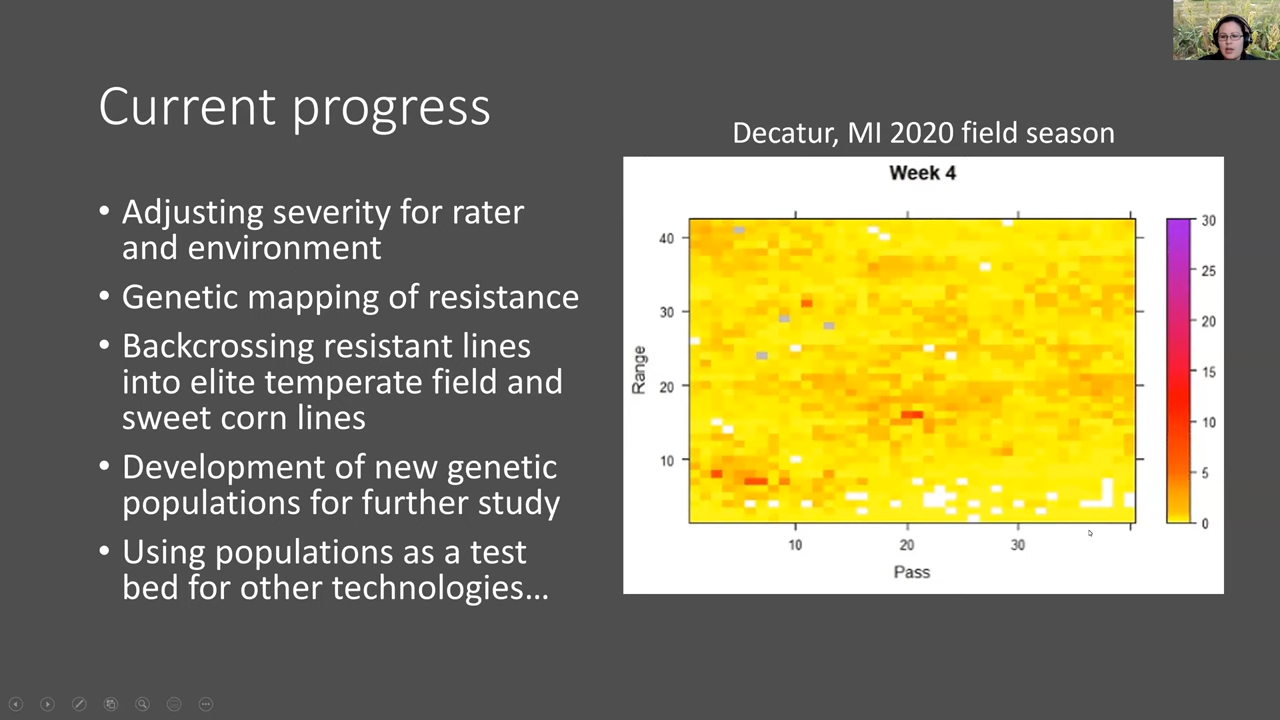 Current progress
• Adjusting severity for rater
and environment
• Genetic mapping of resistance
• Backcrossing resistant lines
into elite temperate field and
sweet corn lines
• Development of new genetic
populations for further study
• Using populations as a test
bed for other technologies…
Decatur, MI 2020 field season
Week 4
40
30
20
10
Range
10
20
30
Pass
30
25
20
15
10
5
0